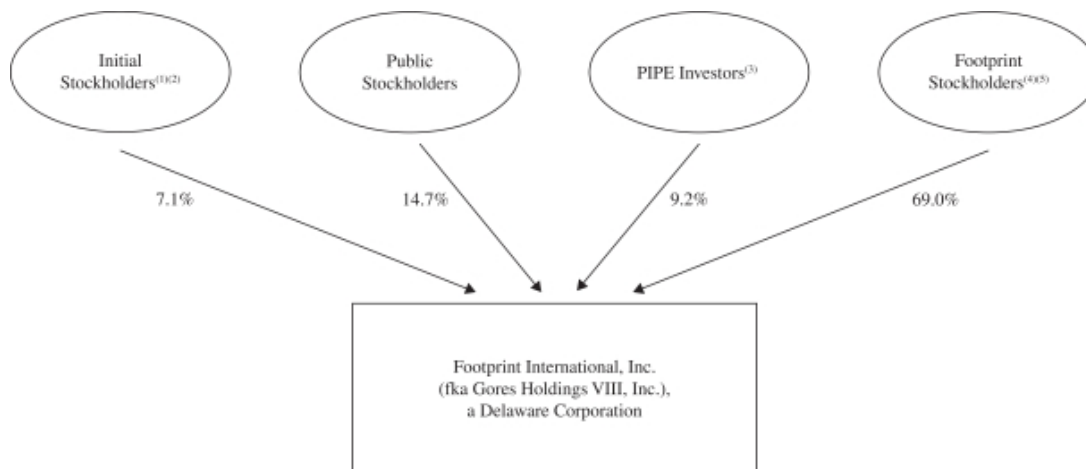 Initial
Stockholders(1)(2)
Public
Stockholders
PIPE Investors(3)
Footprint
Stockholders(4)(5)
7.1%
14.7%
9.2%
69.0%
Footprint International, Inc.
(fka Gores Holdings VIII, Inc.),
a Delaware Corporation